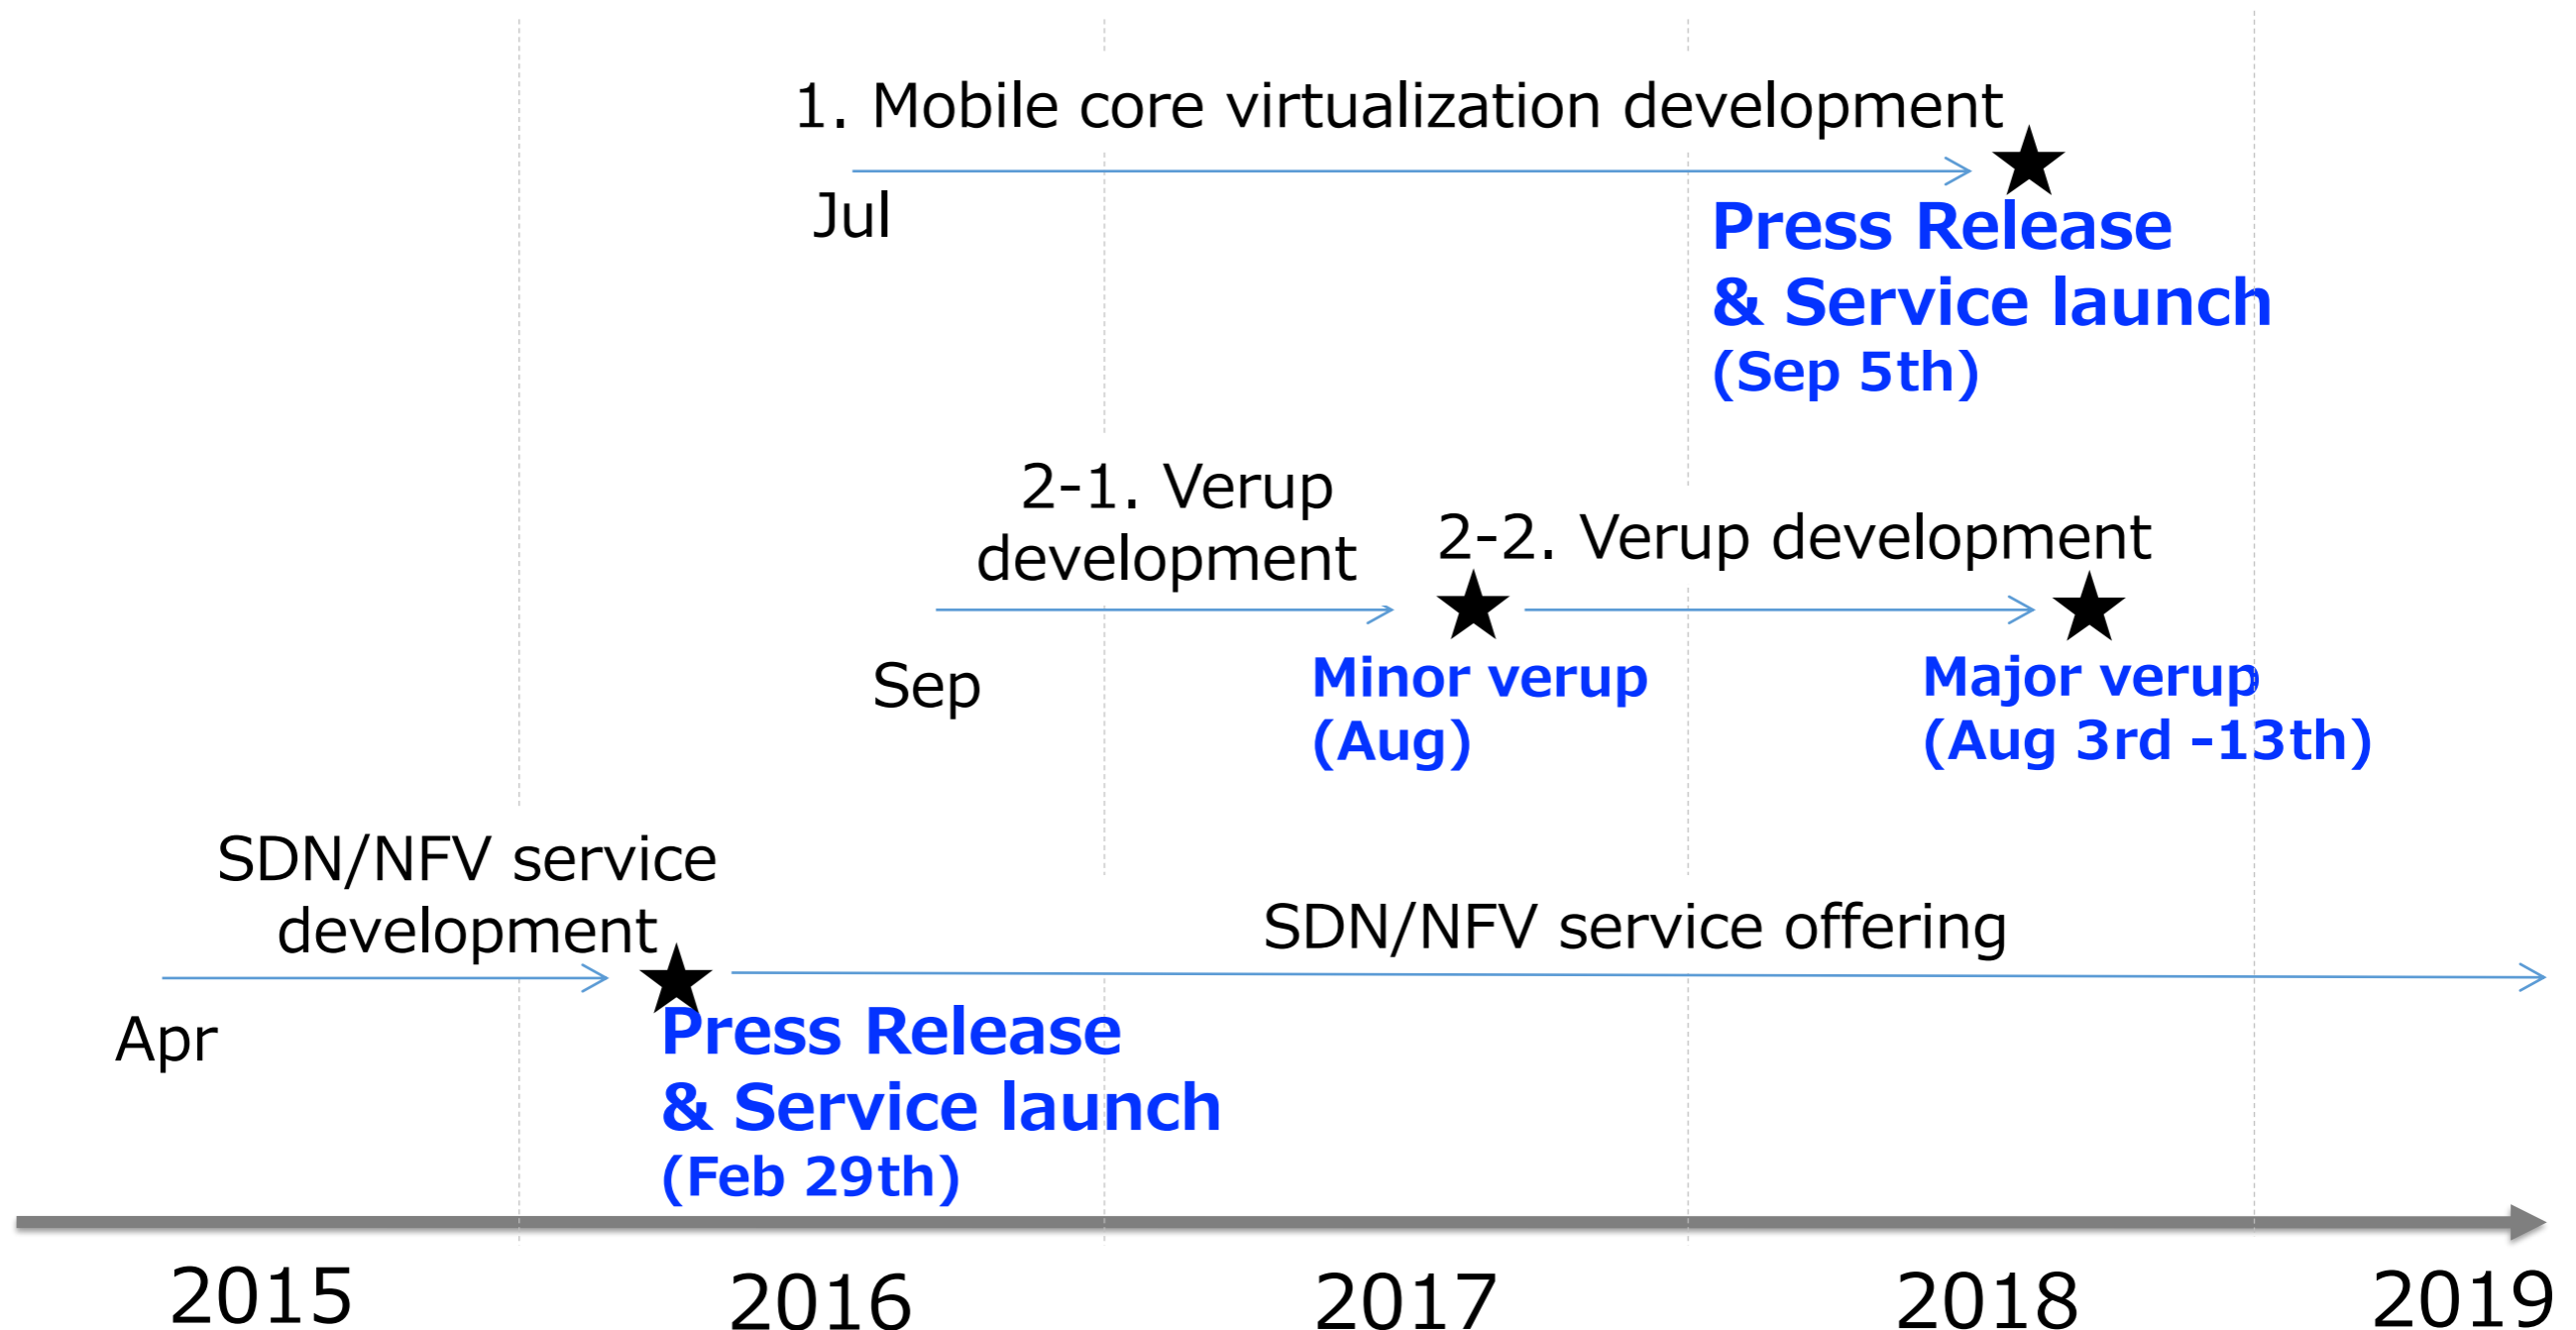 1. Mobile core virtualization development
Jul
Press Release
& Service launch
(Sep 5th)
2-1. Verup
development
2-2. Verup development
Sep
Minor verup
(Aug)
Major verup
(Aug 3rd -13th)
SDN/NFV service
development
SDN/NFV service offering
Apr
Press Release
& Service launch
(Feb 29th)
2015
2016
2017
2018
2019